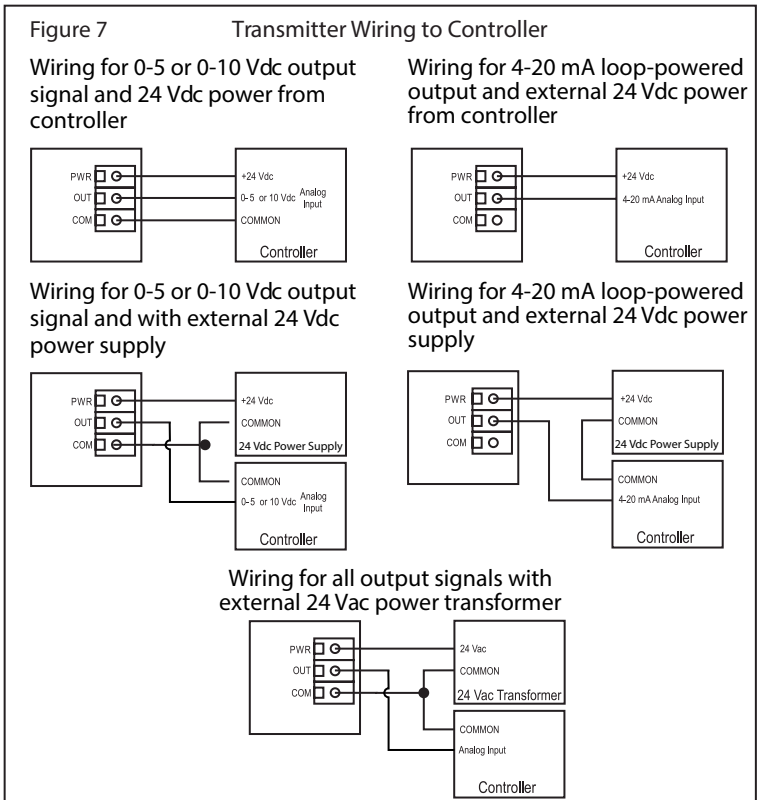 Figure 7 Transmitter Wiring to Controller
Wiring for 0-5 or 0-10 Vdc output
signal and 24 Vdc power from
controller
PWR
OUT
COM
+24 Vdc
0-5 or 10 Vdc Analog
Input
COMMON
Controller
Wiring for 4-20 mA loop-powered
output and external 24 Vdc power
from controller
PWR
OUT
COM
+24 Vdc
4-20 mA Analog Input
Controller
Wiring for 0-5 or 0-10 Vdc output
signal and with external 24 Vdc
power supply
PWR
OUT
COM
+24 Vdc
COMMON
24 Vdc Power Supply
COMMON
0-5 or 10 Vdc Analog
Input
Controller
Wiring for 4-20 mA loop-powered
output and external 24 Vdc power
supply
PWR
OUT
COM
+24 Vdc
COMMON
24 Vdc Power Supply
COMMON
4-20 mA Analog Input
Controller
Wiring for all output signals with
external 24 Vac power transformer
PWR
OUT
COM
24 Vac
COMMON
24 Vac Transformer
COMMON
Analog Input
Controller